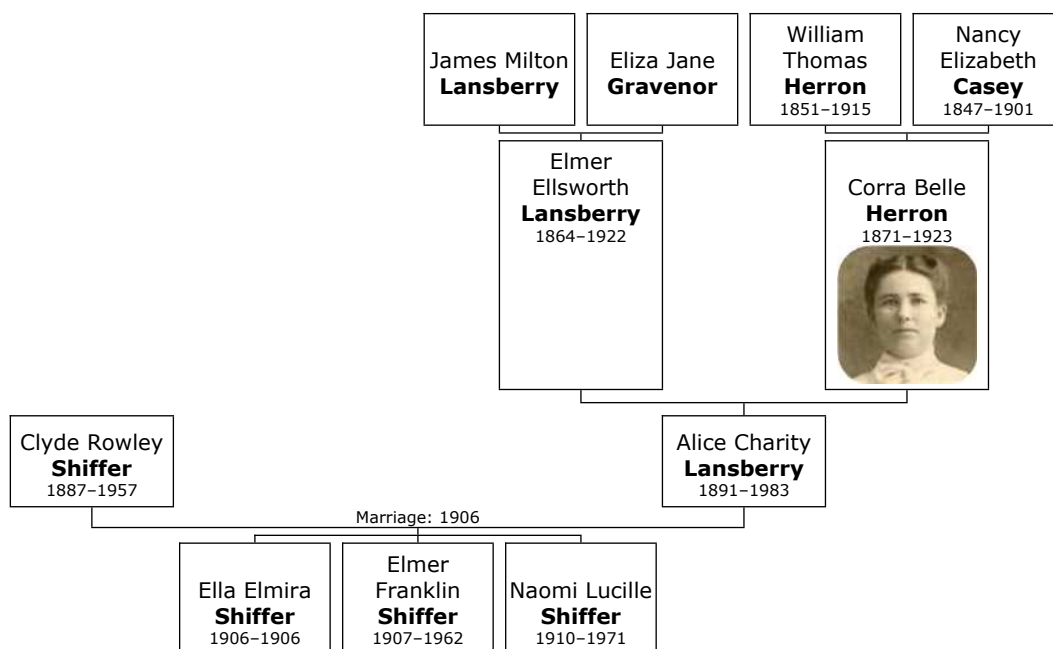 James Milton
Lansberry
Eliza Jane
Gravenor
William
Thomas
Herron
1851–1915
Nancy
Elizabeth
Casey
1847–1901
Elmer
Ellsworth
Lansberry
1864–1922
Corra Belle
Herron
1871–1923
Clyde Rowley
Shiffer
1887–1957
Alice Charity
Lansberry
1891–1983
Marriage: 1906
Ella Elmira
Shiffer
1906–1906
Elmer
Franklin
Shiffer
1907–1962
Naomi Lucille
Shiffer
1910–1971